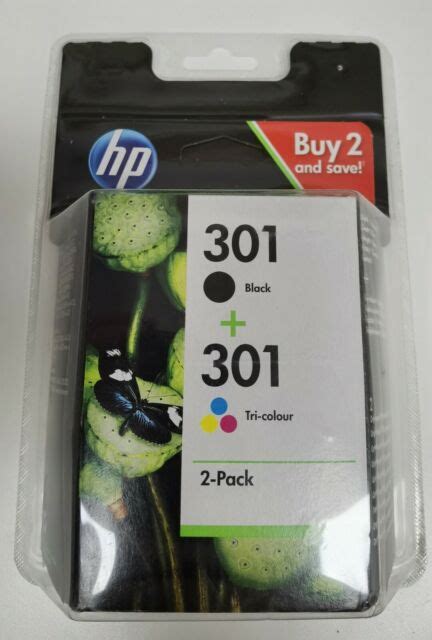 hp
Buy 2
and save!
301
Black
+
301
Tri-colour
2-Pack